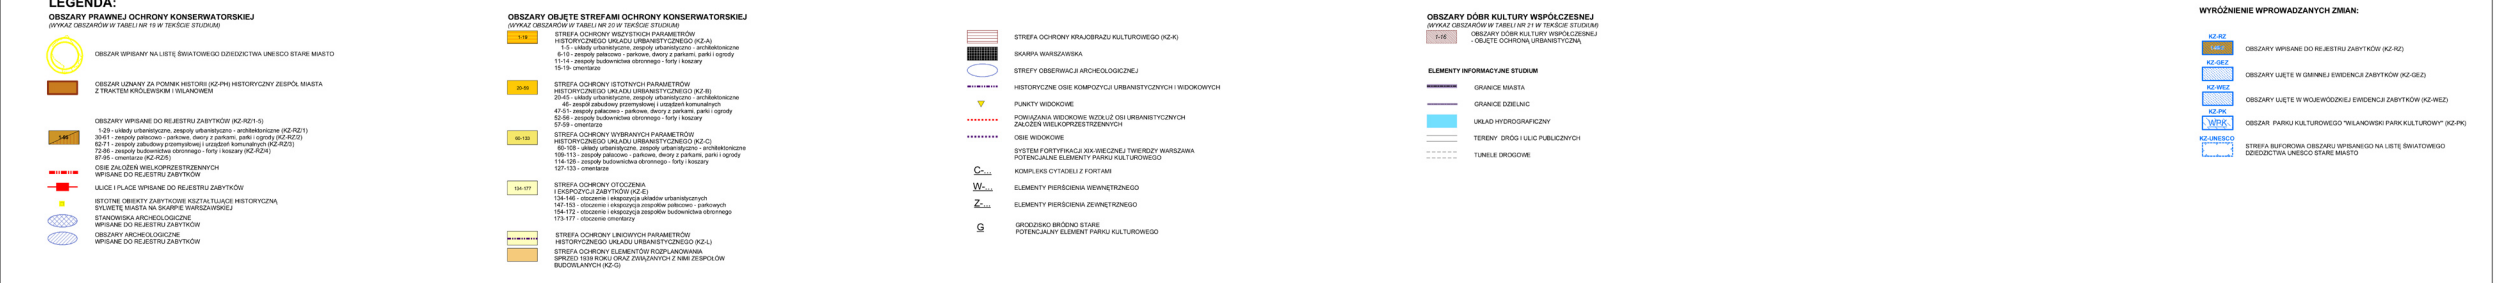 LEGENDA:
OBSZARY PRAWNEJ OCHRONY KONSERWATORSKIEJ
(WYKAZ OBSZARÓW W TABELI NR 19 W TEKŚCIE STUDIUM)
OBSZAR WPISANY NA LISTĘ ŚWIATOWEGO DZIEDZICTWA UNESCO STARE MIASTO
OBSZAR UZNANY ZA POMNIK HISTORII (KZ-PH) HISTORYCZNY ZESPÓŁ MIASTA
Z TRAKTEM KRÓLEWSKIM I WILANOWEM
OBSZARY WPISANE DO REJESTRU ZABYTKÓW (KZ-RZ/1-5)
1-95
1-29 - układy urbanistyczne, zespoły urbanistyczno - architektoniczne (KZ-RZ/1)
30-61 - zespoły pałacowo - parkowe, dwory z parkami, parki i ogrody (KZ-RZ/2)
62-71 - zespoły zabudowy przemysłowej i urządzeń komunalnych (KZ-RZ/3)
72-86 - zespoły budownictwa obronnego - forty i koszary (KZ-RZ/4)
87-95 - cmentarze (KZ-RZ/5)
OSIE ZAŁOŻEŃ WIELKOPRZESTRZENNYCH
WPISANE DO REJESTRU ZABYTKÓW
ULICE I PLACE WPISANE DO REJESTRU ZABYTKÓW
ISTOTNE OBIEKTY ZABYTKOWE KSZTAŁTUJĄCE HISTORYCZNĄ
SYLWETĘ MIASTA NA SKARPIE WARSZAWSKIEJ
STANOWISKA ARCHEOLOGICZNE
WPISANE DO REJESTRU ZABYTKÓW
OBSZARY ARCHEOLOGICZNE
WPISANE DO REJESTRU ZABYTKÓW
OBSZARY OBJĘTE STREFAMI OCHRONY KONSERWATORSKIEJ
(WYKAZ OBSZARÓW W TABELI NR 20 W TEKŚCIE STUDIUM)
1-19
STREFA OCHRONY WSZYSTKICH PARAMETRÓW
HISTORYCZNEGO UKŁADU URBANISTYCZNEGO (KZ-A)
1-5 - układy urbanistyczne, zespoły urbanistyczno - architektoniczne
6-10 - zespoły pałacowo - parkowe, dwory z parkami, parki i ogrody
11-14 - zespoły budownictwa obronnego - forty i koszary
15-19- cmentarze
20-59
STREFA OCHRONY ISTOTNYCH PARAMETRÓW
HISTORYCZNEGO UKŁADU URBANISTYCZNEGO (KZ-B)
20-45 - układy urbanistyczne, zespoły urbanistyczno - architektoniczne
46- zespół zabudowy przemysłowej i urządzeń komunalnych
47-51- zespoły pałacowo - parkowe, dwory z parkami, parki i ogrody
52-56 - zespoły budownictwa obronnego - forty i koszary
57-59 - cmentarze
60-133
STREFA OCHRONY WYBRANYCH PARAMETRÓW
HISTORYCZNEGO UKŁADU URBANISTYCZNEGO (KZ-C)
60-108 - układy urbanistyczne, zespoły urbanistyczno - architektoniczne
109-113 - zespoły pałacowo - parkowe, dwory z parkami, parki i ogrody
114-126 - zespoły budownictwa obronnego - forty i koszary
127-133 - cmentarze
134-177
STREFA OCHRONY OTOCZENIA
I EKSPOZYCJI ZABYTKÓW (KZ-E)
134-146 - otoczenie i ekspozycja układów urbanistycznych
147-153 - otoczenie i ekspozycja zespołów pałacowo - parkowych
154-172 - otoczenie i ekspozycja zespołów budownictwa obronnego
173-177 - otoczenie cmentarzy
STREFA OCHRONY LINIOWYCH PARAMETRÓW
HISTORYCZNEGO UKŁADU URBANISTYCZNEGO (KZ-L)
STREFA OCHRONY ELEMENTÓW ROZPLANOWANIA
SPRZED 1939 ROKU ORAZ ZWIĄZANYCH Z NIMI ZESPOŁÓW
BUDOWLANYCH (KZ-G)
STREFA OCHRONY KRAJOBRAZU KULTUROWEGO (KZ-K)
SKARPA WARSZAWSKA
STREFY OBSERWACJI ARCHEOLOGICZNEJ
HISTORYCZNE OSIE KOMPOZYCJI URBANISTYCZNYCH I WIDOKOWYCH
PUNKTY WIDOKOWE
POWIĄZANIA WIDOKOWE WZDŁUŻ OSI URBANISTYCZNYCH
ZAŁOŻEŃ WIELKOPRZESTRZENNYCH
OSIE WIDOKOWE
SYSTEM FORTYFIKACJI XIX-WIECZNEJ TWIERDZY WARSZAWA
POTENCJALNE ELEMENTY PARKU KULTUROWEGO
C-... KOMPLEKS CYTADELI Z FORTAMI
W-... ELEMENTY PIERŚCIENIA WEWNĘTRZNEGO
Z-... ELEMENTY PIERŚCIENIA ZEWNĘTRZNEGO
G GRODZISKO BRÓDNO STARE
POTENCJALNY ELEMENT PARKU KULTUROWEGO
OBSZARY DÓBR KULTURY WSPÓŁCZESNEJ
(WYKAZ OBSZARÓW W TABELI NR 21 W TEKŚCIE STUDIUM)
1-16
OBSZARY DÓBR KULTURY WSPÓŁCZESNEJ
- OBJĘTE OCHRONĄ URBANISTYCZNĄ
ELEMENTY INFORMACYJNE STUDIUM
GRANICE MIASTA
GRANICE DZIELNIC
UKŁAD HYDROGRAFICZNY
TERENY DRÓG I ULIC PUBLICZNYCH
TUNELE DROGOWE
WYRÓŻNIENIE WPROWADZANYCH ZMIAN:
KZ-RZ
OBSZARY WPISANE DO REJESTRU ZABYTKÓW (KZ-RZ)
KZ-GEZ
OBSZARY UJĘTE W GMINNEJ EWIDENCJI ZABYTKÓW (KZ-GEZ)
KZ-WEZ
OBSZARY UJĘTE W WOJEWÓDZKIEJ EWIDENCJI ZABYTKÓW (KZ-WEZ)
KZ-PK
WPK
OBSZAR PARKU KULTUROWEGO "WILANOWSKI PARK KULTUROWY" (KZ-PK)
KZ-UNESCO
STREFA BUFOROWA OBSZARU WPISANEGO NA LISTĘ ŚWIATOWEGO
DZIEDZICTWA UNESCO STARE MIASTO